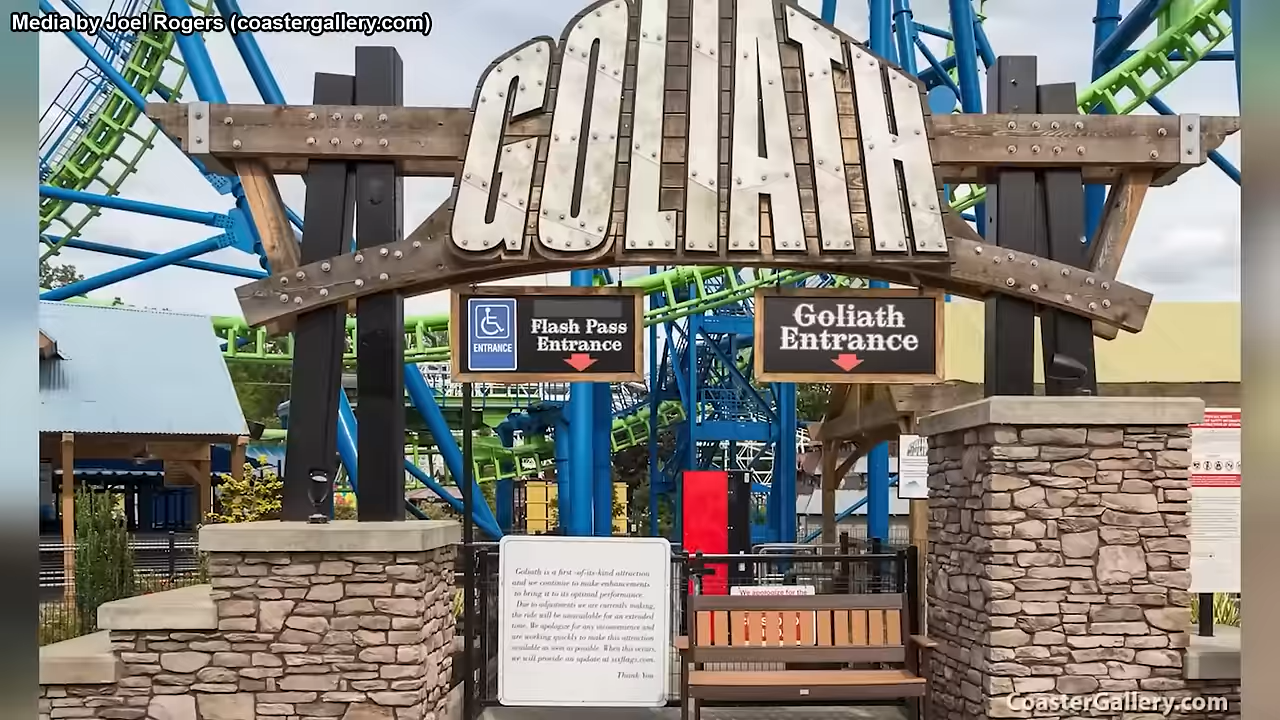 Media by Joel Rogers (coastergallery.com)
GOLIATH
ENTRANCE
Flash Pass
Entrance
Goliath
Entrance
Goliath is a first -of-its-kind attraction
and we continue to make enhancements
to bring it to its optimal performance.
Due to adjustments we are currently making,
the ride will be unavailable for an extended
time. We apologize for any inconvenience and
are working quickly to make this attraction
available as soon as possible. When this occurs,
we will provide an update at sixflags.com.
Thank You
We apologize for the
CoasterGallery.com